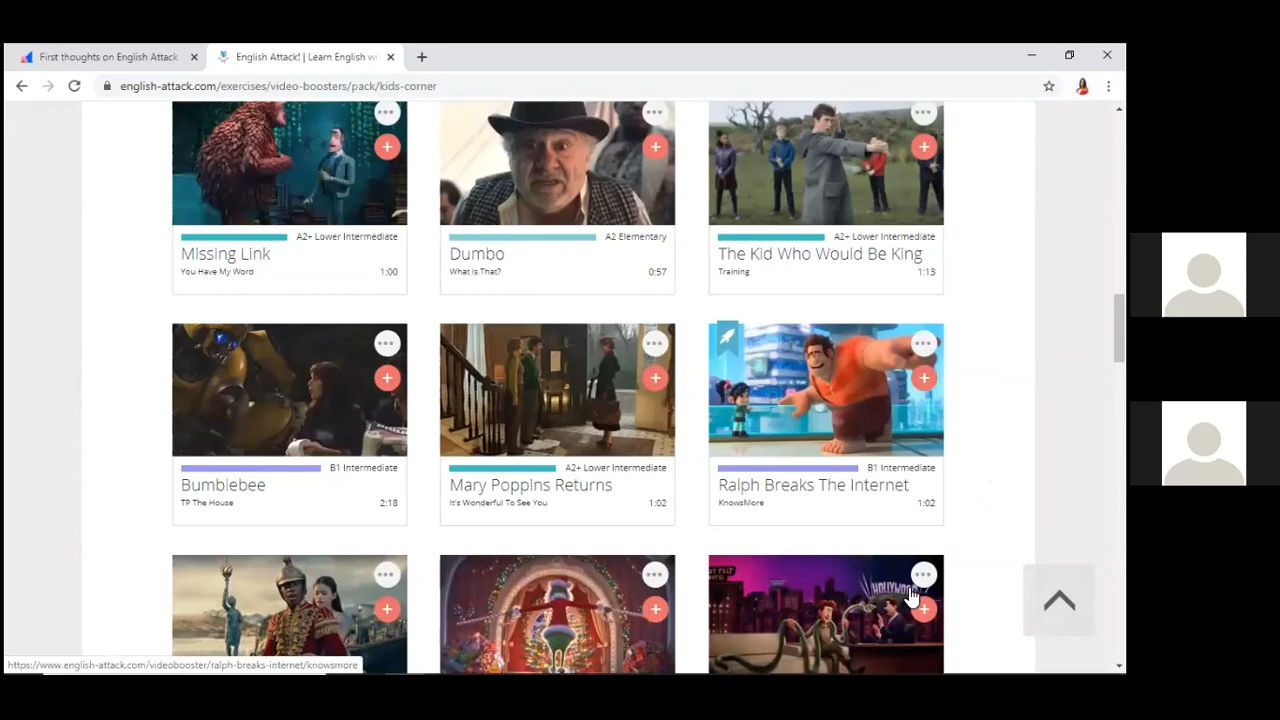 First thoughts on English Attack
English Attack! | Learn English wi
english-attack.com/exercises/video-boosters/pack/kids-corner
A2+ Lower Intermediate
Missing Link
You Have My Word 1:00
A2 Elementary
Dumbo
What Is That? 0:57
A2+ Lower Intermediate
The Kid Who Would Be King
Training 1:13
B1 Intermediate
Bumblebee
TP The House 2:18
A2+ Lower Intermediate
Mary Poppins Returns
It's Wonderful To See You 1:02
B1 Intermediate
Ralph Breaks The Internet
KnowsMore 1:02
HOLLYWOOD
https://www.english-attack.com/videobooster/ralph-breaks-internet/knowsmore